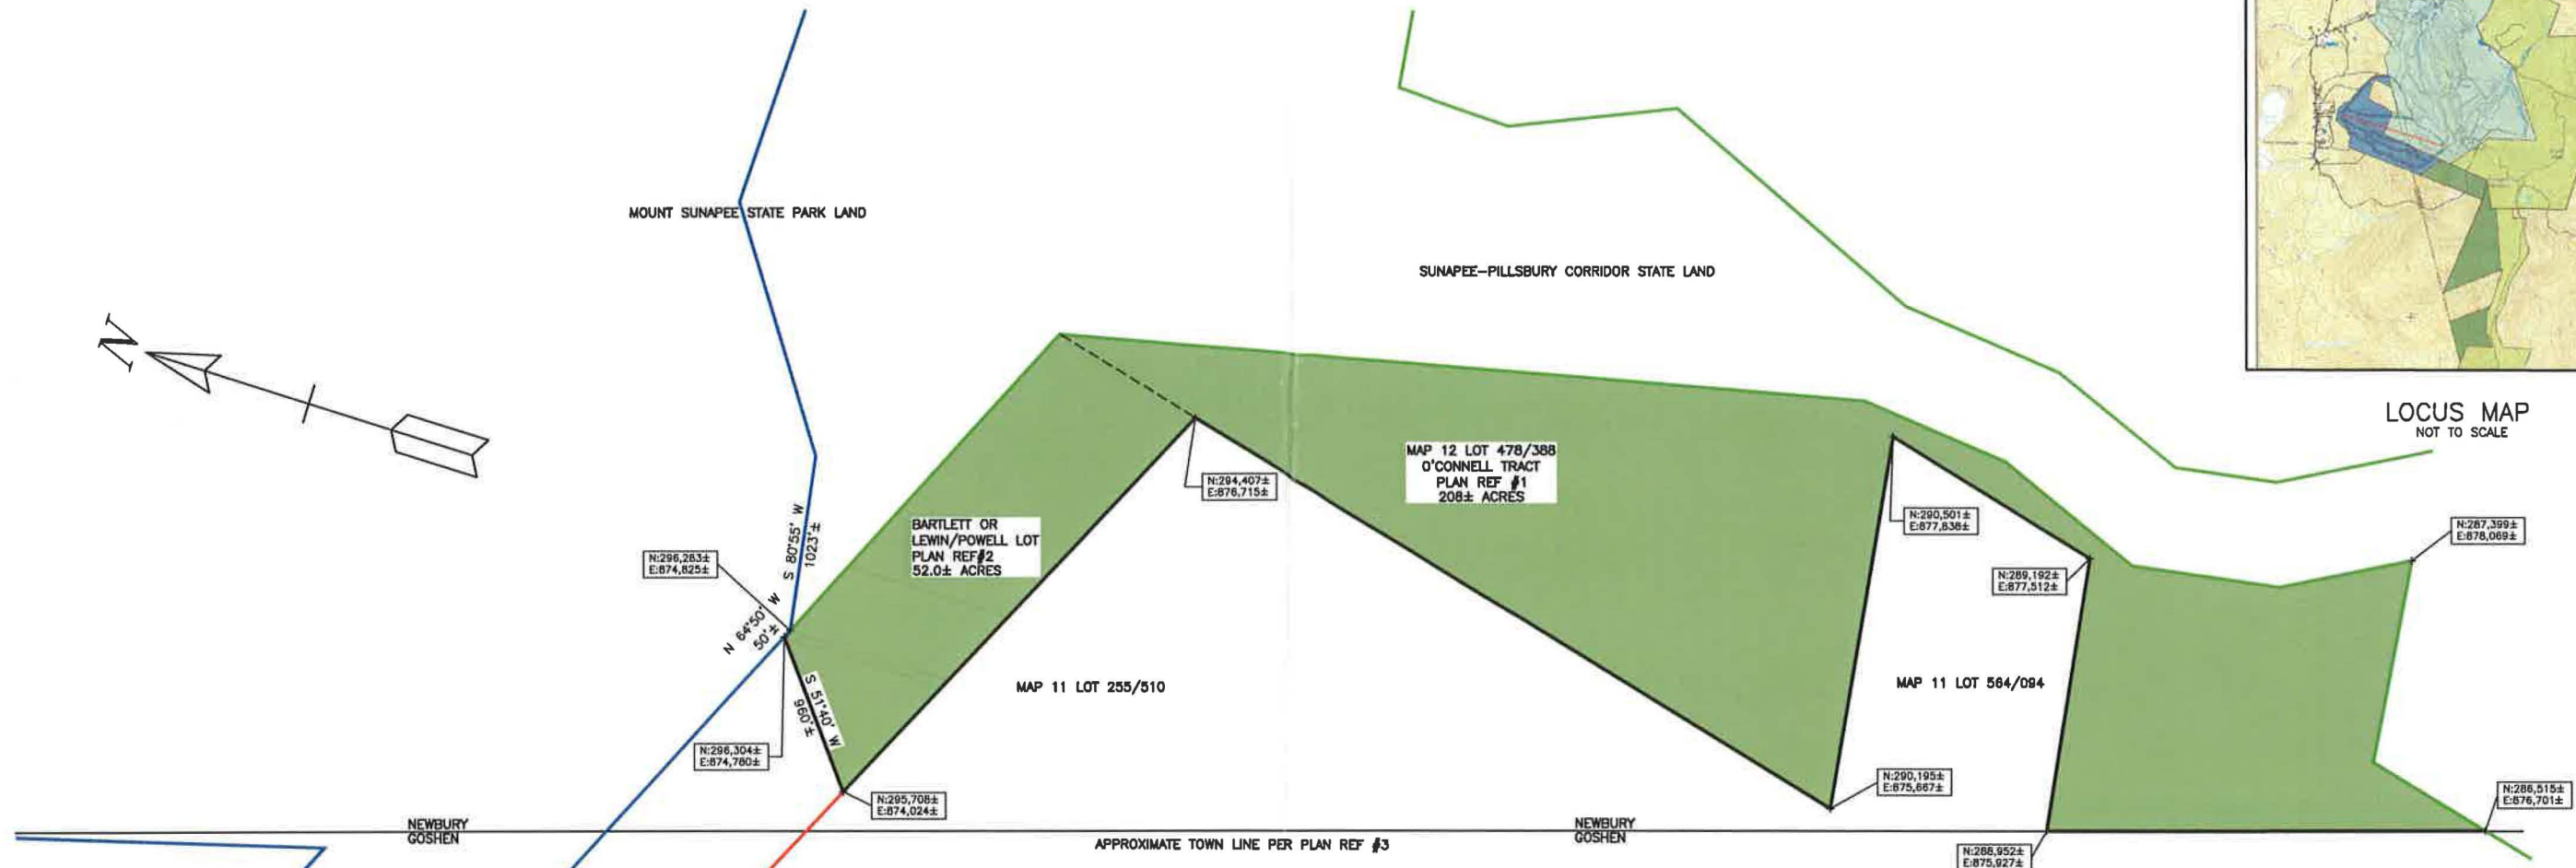 MOUNT SUNAPEE STATE PARK LAND
SUNAPEE-PILLSBURY CORRIDOR STATE LAND
N
LOCUS MAP
NOT TO SCALE
MAP 12 LOT 478/388
O'CONNELL TRACT
PLAN REF #1
208± ACRES
N:294,407±
E:876,715±
BARTLETT OR
LEWIN/POWELL LOT
PLAN REF#2
52.0± ACRES
N:290,501±
E:877,838±
N:287,399±
E:878,069±
S 80°55' W
1023'±
N:296,283±
E:874,825±
N:289,192±
E:877,512±
N 64°50' W
50'±
S 51°40' W
960'±
MAP 11 LOT 255/510
MAP 11 LOT 564/094
N:296,304±
E:874,780±
N:295,708±
E:874,024±
N:290,195±
E:875,667±
N:286,515±
E:876,701±
NEWBURY
GOSHEN
APPROXIMATE TOWN LINE PER PLAN REF #3
NEWBURY
GOSHEN
N:288,952±
E:875,927±